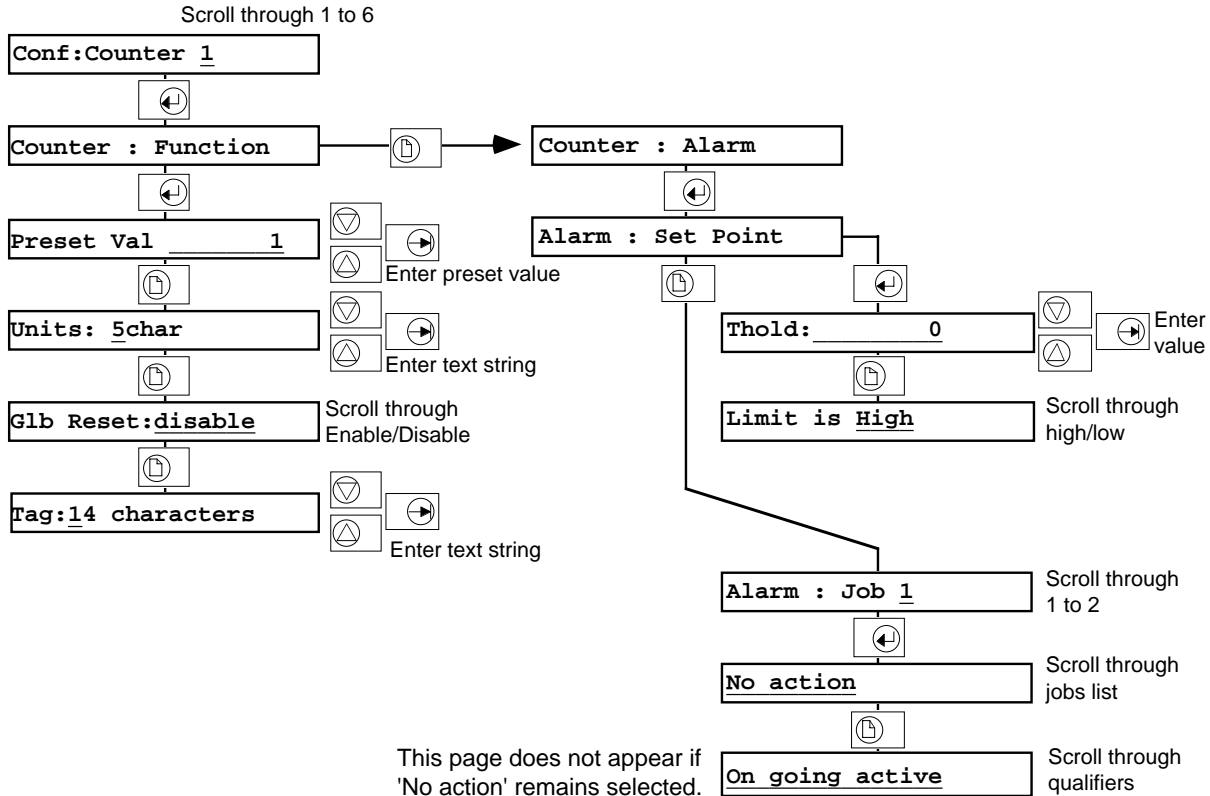 Scroll through 1 to 6
Conf:Counter 1
Counter : Function
Counter : Alarm
Preset Val _______1
Enter preset value
Alarm : Set Point
Units: 5char
Enter text string
Thold:_______0
Enter
value
Glb Reset:disable
Scroll through
Enable/Disable
Limit is High
Scroll through
high/low
Tag:14 characters
Enter text string
Alarm : Job 1
Scroll through
1 to 2
No action
Scroll through
jobs list
This page does not appear if
'No action' remains selected.
On going active
Scroll through
qualifiers